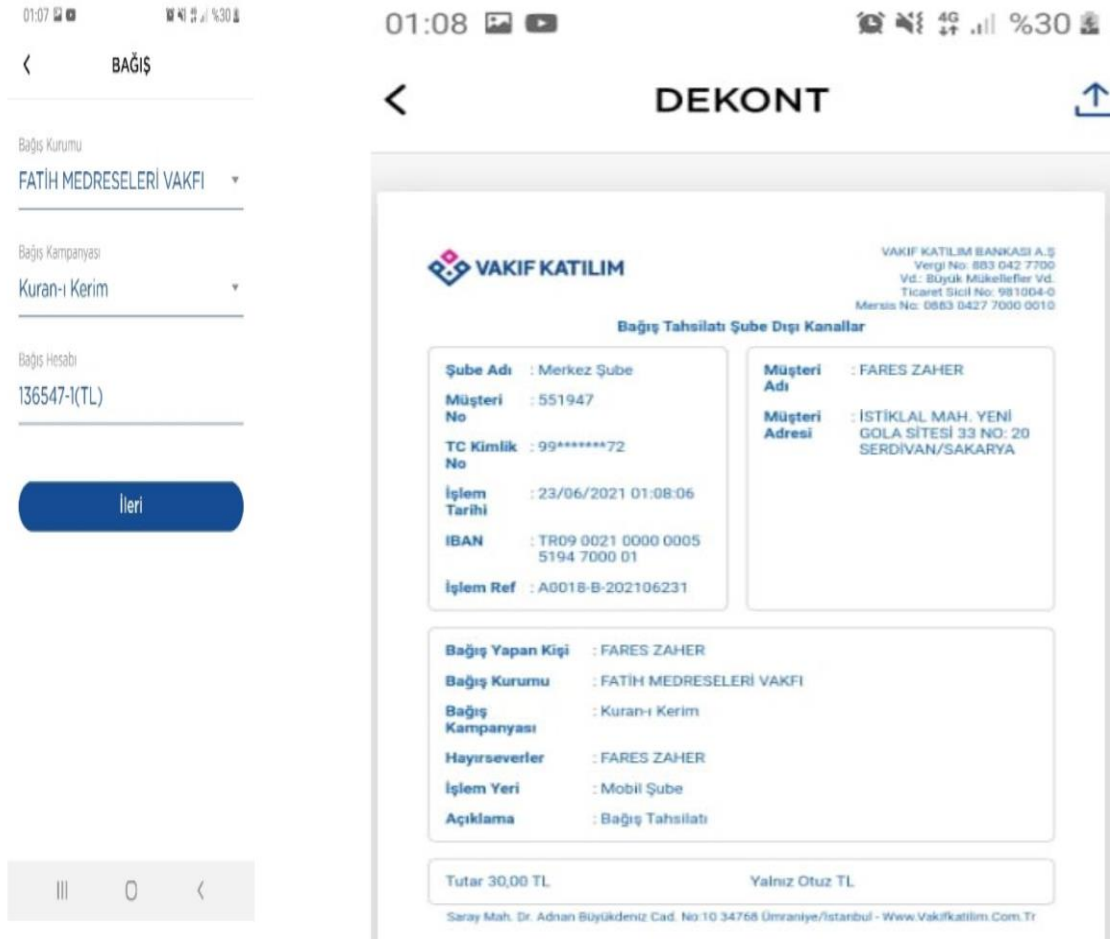 01:07 %30
BAĞIŞ
Bağış Kurumu
FATİH MEDRESELERİ VAKFI
Bağış Kampanyası
Kuran-ı Kerim
Bağış Hesabı
136547-1(TL)
İleri
01:08 4G %30
DEKONT
VAKIF KATILIM
VAKIF KATILIM BANKASI A.Ş
Vergi No: 883 042 7700
Vd.: Büyük Mükellefler Vd.
Ticaret Sicil No: 981004-0
Mersis No: 0883 0427 7000 0010
Bağış Tahsilatı Şube Dışı Kanallar
Şube Adı : Merkez Şube
Müşteri : 551947
No
TC Kimlik : 99*******72
No
İşlem : 23/06/2021 01:08:06
Tarihi
IBAN : TR09 0021 0000 0005
5194 7000 01
İşlem Ref : A0018-B-202106231
Müşteri : FARES ZAHER
Adı
Müşteri : İSTİKLAL MAH. YENİ
Adresi GOLA SİTESİ 33 NO: 20
SERDİVAN/SAKARYA
Bağış Yapan Kişi : FARES ZAHER
Bağış Kurumu : FATİH MEDRESELERİ VAKFI
Bağış : Kuran-ı Kerim
Kampanyası
Hayırseverler : FARES ZAHER
İşlem Yeri : Mobil Şube
Açıklama : Bağış Tahsilatı
Tutar 30,00 TL Yalnız Otuz TL
Saray Mah. Dr. Adnan Büyükdeniz Cad. No:10 34768 Ümraniye/İstanbul - Www.Vakifkatilim.Com.Tr